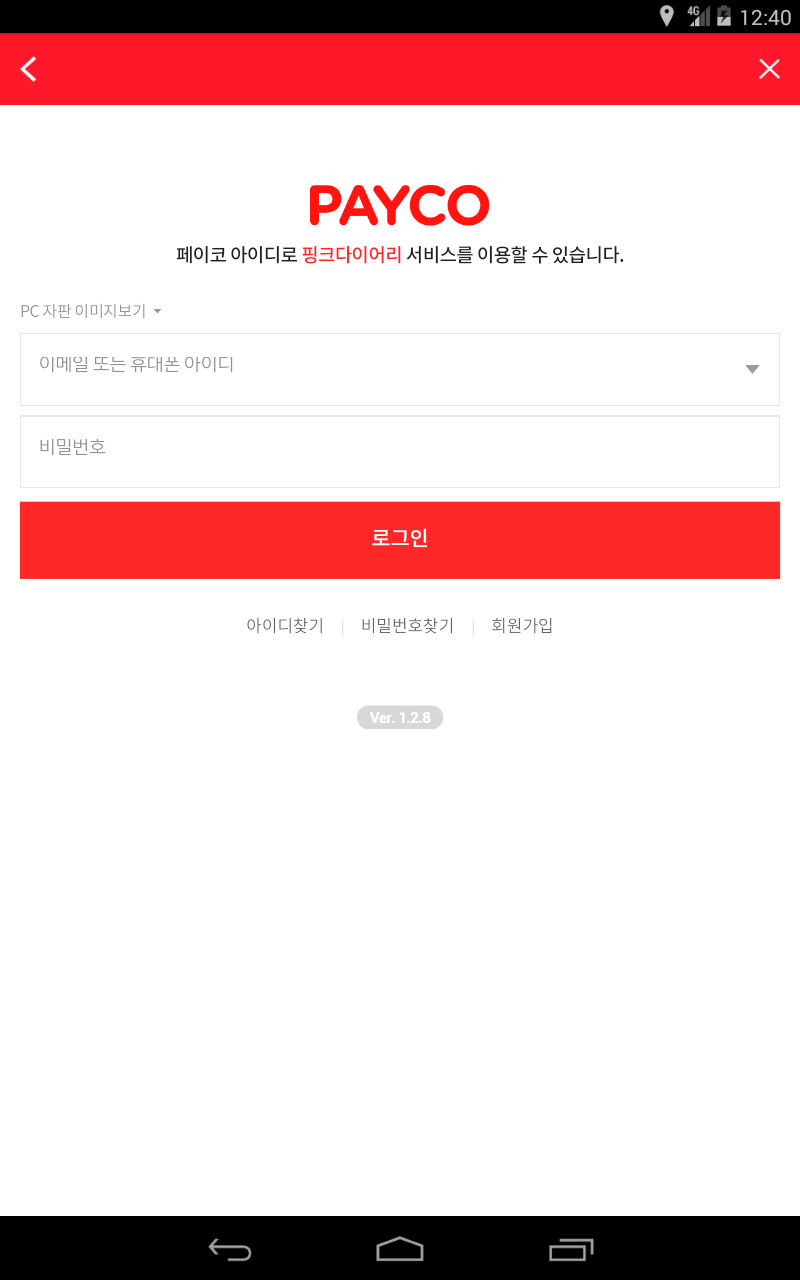 4G 12:40
PAYCO
페이코 아이디로 핑크다이어리 서비스를 이용할 수 있습니다.
PC 자판 이미지보기
이메일 또는 휴대폰 아이디
비밀번호
로그인
아이디찾기 | 비밀번호찾기 | 회원가입
Ver. 1.2.8